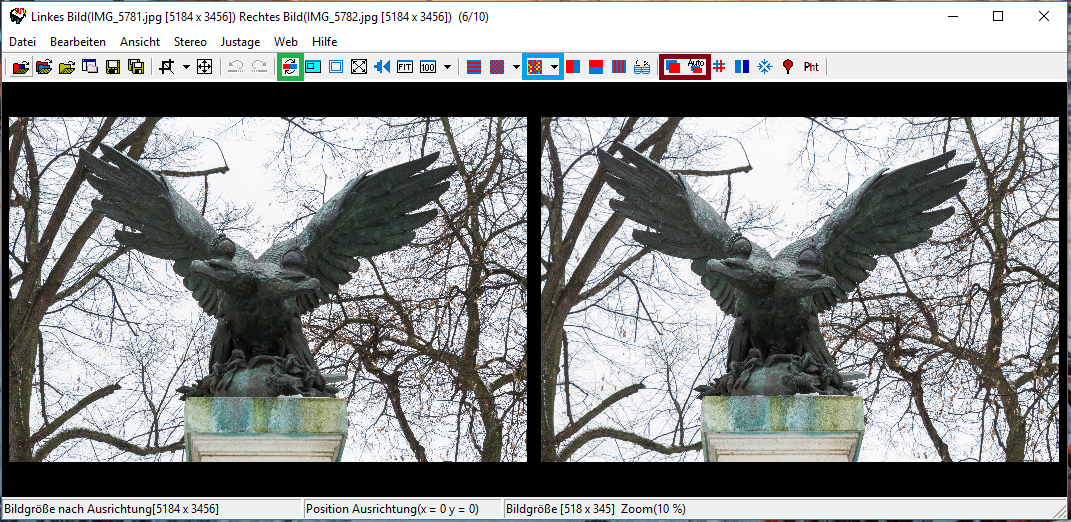 Linkes Bild(IMG_5781.jpg [5184 x 3456]) Rechtes Bild(IMG_5782.jpg [5184 x 3456])  (6/10)
Datei Bearbeiten Ansicht Stereo Justage Web Hilfe
FIT 100 Auto Pht
Bildgröße nach Ausrichtung[5184 x 3456] Position Ausrichtung(x = 0 y = 0) Bildgröße [518 x 345]  Zoom(10 %)